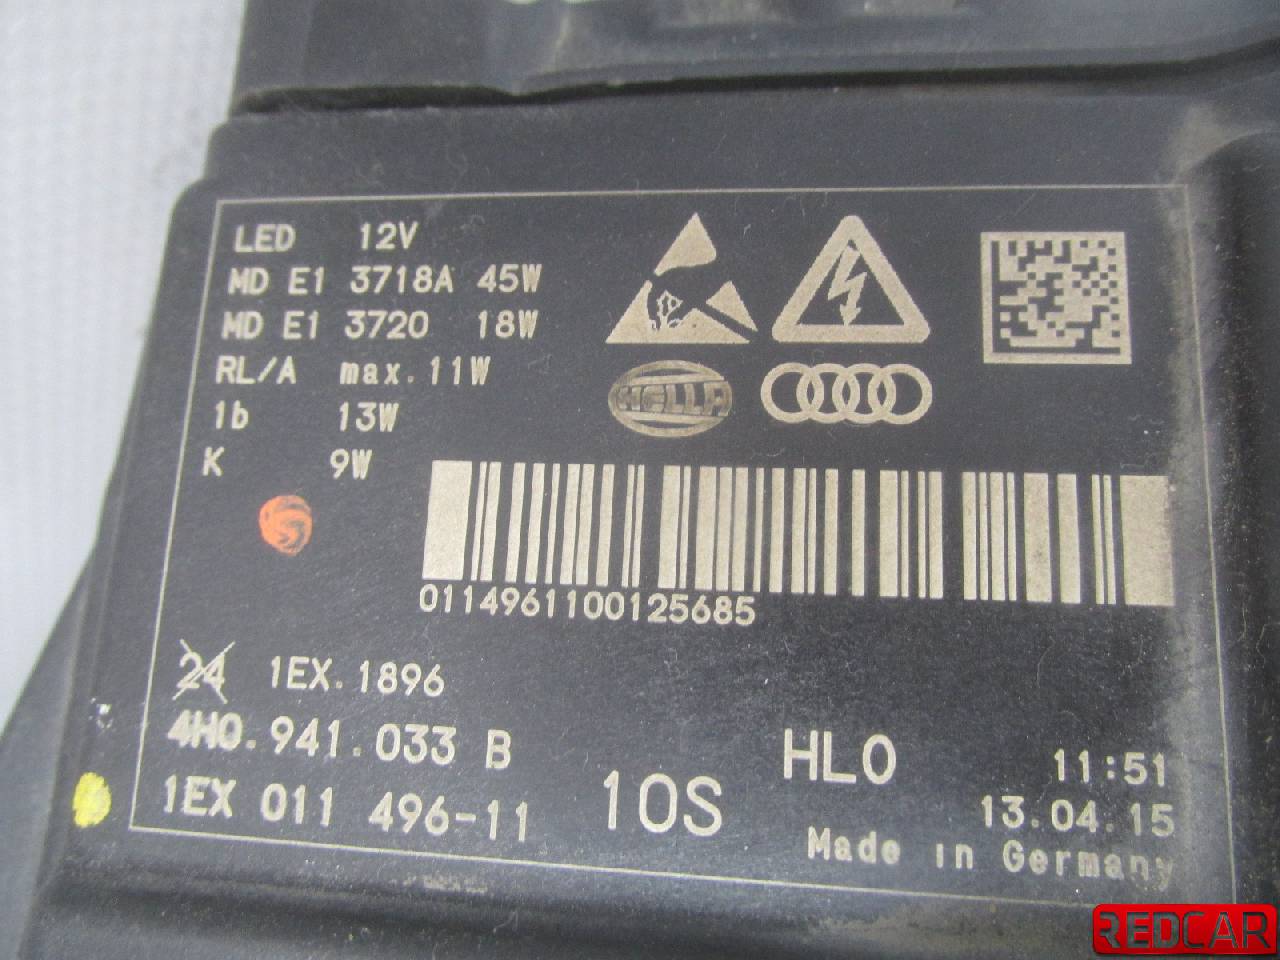 LED 12V
MD E1 3718A 45W
MD E1 3720 18W
RL/A max.11W
1b 13W
K 9W
HELLA
0114961100125685
24 1EX.1896
4H0.941.033 B
1EX 011 496-11
10S
HL0
11:51
13.04.15
Made in Germany
REDCAR